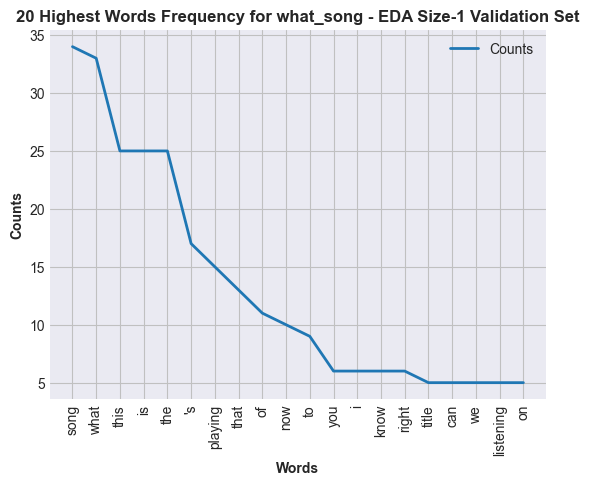 20 Highest Words Frequency for what_song - EDA Size-1 Validation Set
Counts
35
30
25
20
15
10
5
Counts
song
what
this
is
the
's
playing
that
of
now
to
you
i
know
right
title
can
we
listening
on
Words